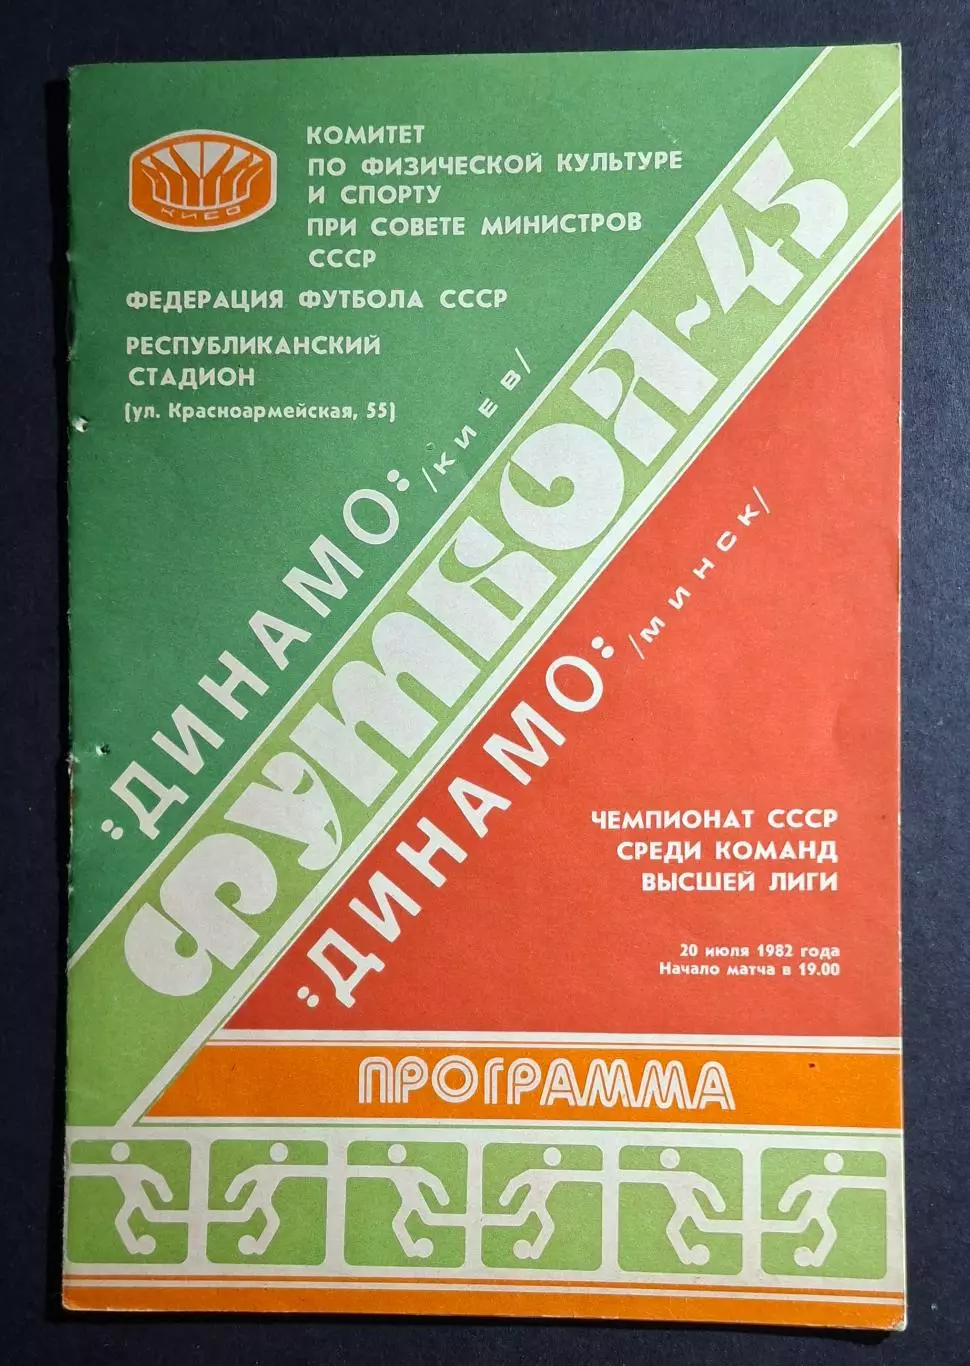 КОМИТЕТ
ПО ФИЗИЧЕСКОЙ КУЛЬТУРЕ
И СПОРТУ
ПРИ СОВЕТЕ МИНИСТРОВ
СССР
КИЕВ
ФЕДЕРАЦИЯ ФУТБОЛА СССР
РЕСПУБЛИКАНСКИЙ
СТАДИОН
(ул. Красноармейская, 55)
:ДИНАМО: /КИЕВ/
ФУТБОЛ~45
:ДИНАМО: /МИНСК/
ЧЕМПИОНАТ СССР
СРЕДИ КОМАНД
ВЫСШЕЙ ЛИГИ
20 июля 1982 года
Начало матча в 19.00
ПРОГРАММА